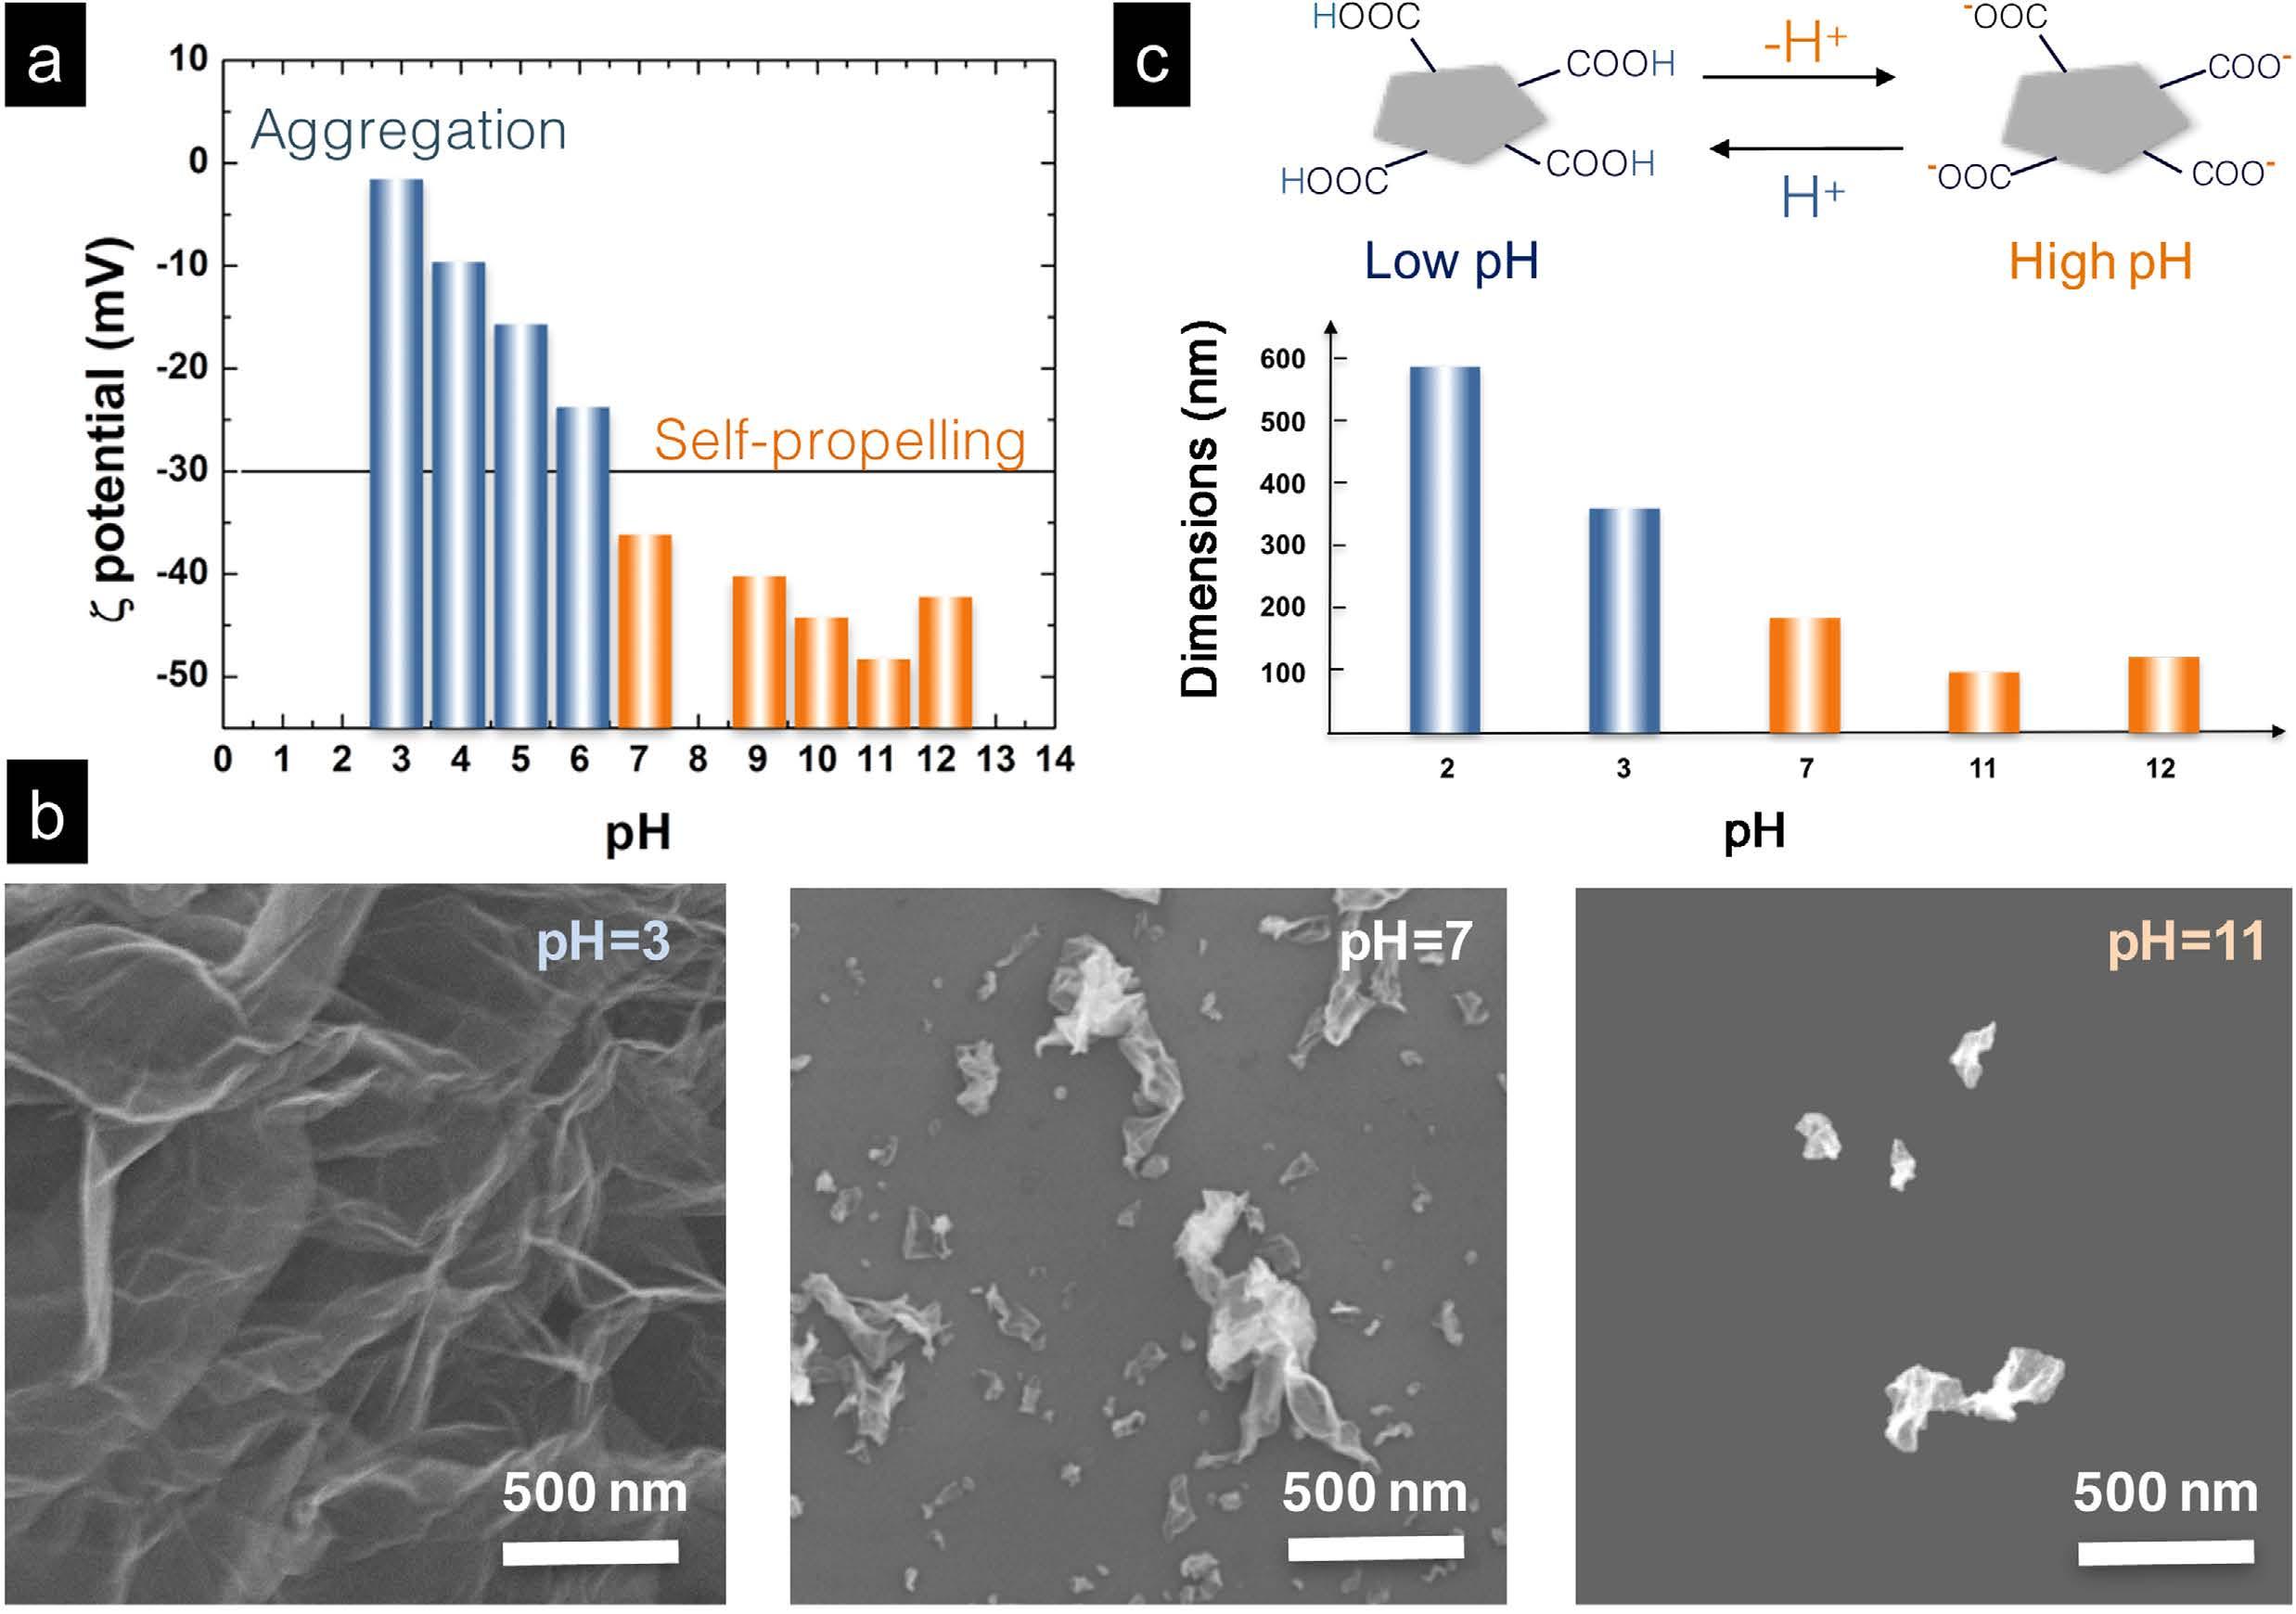 a
10
0
-10
-20
-30
-40
-50
ζ potential (mV)
Aggregation
Self-propelling
0 1 2 3 4 5 6 7 8 9 10 11 12 13 14
pH
c
HOOC
COOH
HOOC
COOH
-H⁺
H⁺
⁻OOC
COO⁻
⁻OOC
COO⁻
Low pH
High pH
Dimensions (nm)
600
500
400
300
200
100
2 3 7 11 12
pH
b
pH=3
500 nm
pH=7
500 nm
pH=11
500 nm